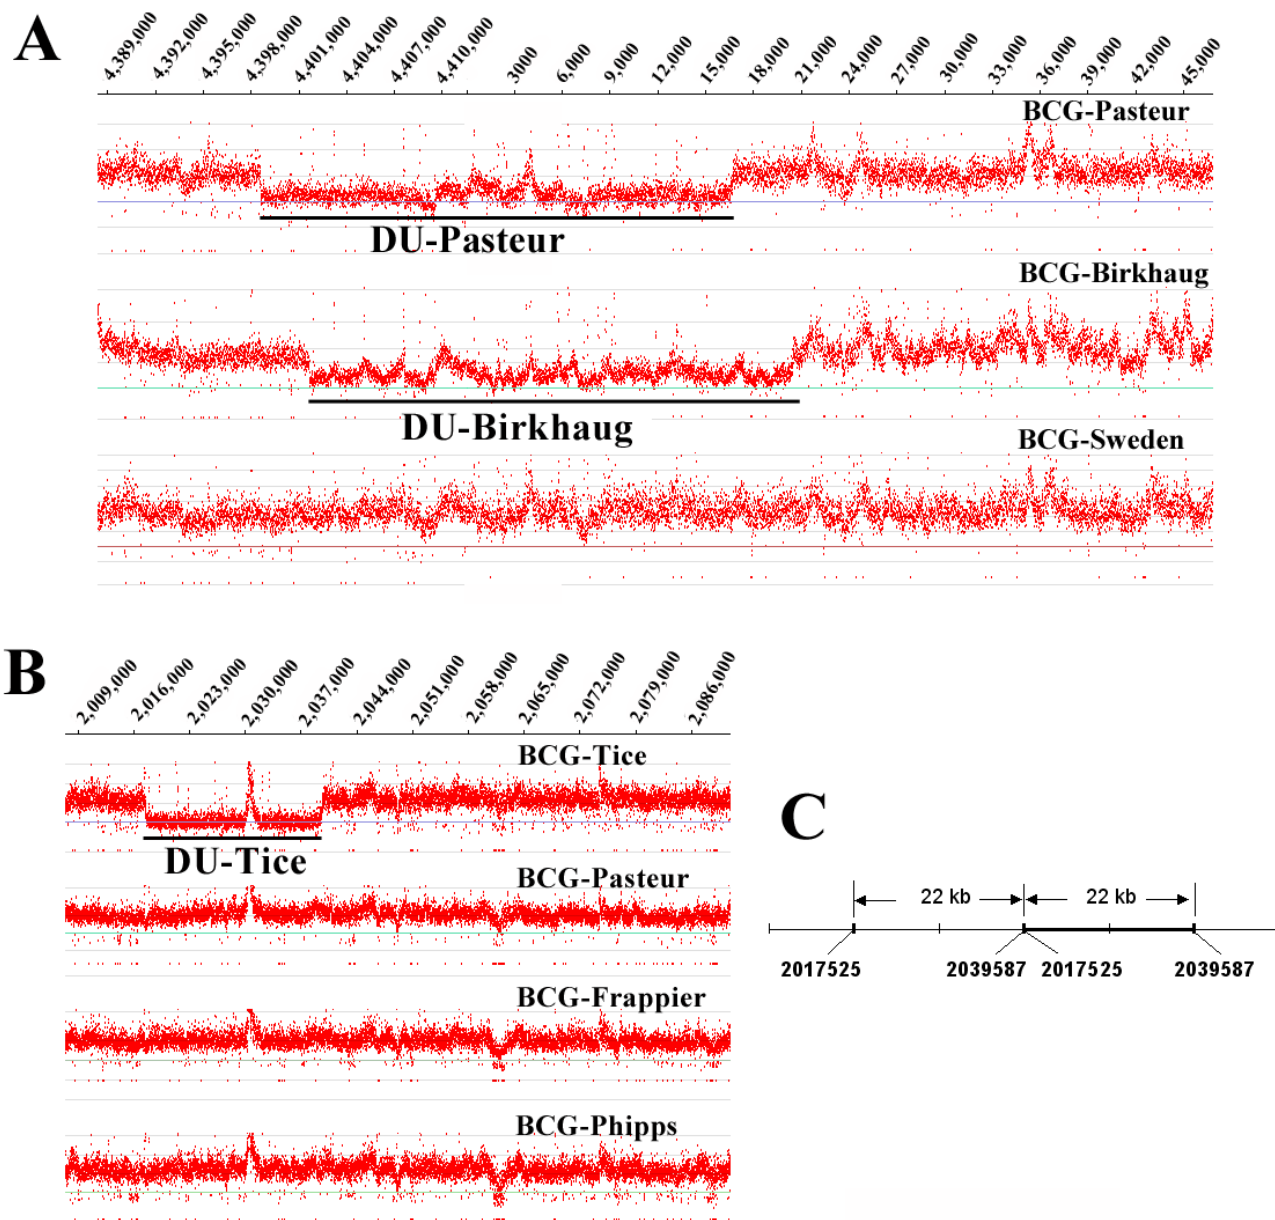 A
4,389,000 4,392,000 4,395,000 4,398,000 4,401,000 4,404,000 4,407,000 4,410,000 30000 6,000 9,000 12,000 15,000 18,000 21,000 24,000 27,000 30,000 33,000 36,000 39,000 42,000 45,000
BCG-Pasteur
DU-Pasteur
BCG-Birkhaug
DU-Birkhaug
BCG-Sweden
B
2,009,000 2,016,000 2,023,000 2,030,000 2,037,000 2,044,000 2,051,000 2,058,000 2,065,000 2,072,000 2,079,000 2,086,000
BCG-Tice
DU-Tice
BCG-Pasteur
BCG-Frappier
BCG-Phipps
C
22 kb 22 kb
2017525 2039587 2017525 2039587